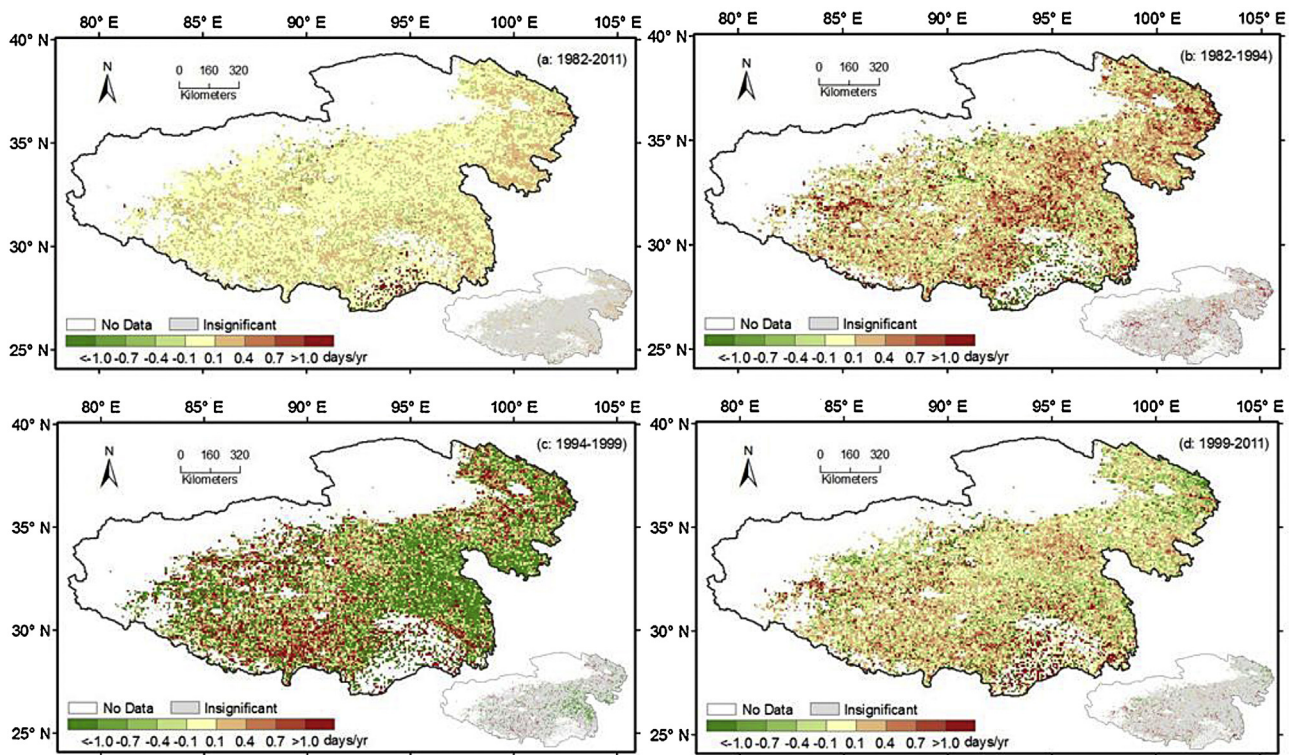 80° E 85° E 90° E 95° E 100° E 105° E
40° N
35° N
30° N
25° N
N
0 160 320
Kilometers
(a: 1982-2011)
No Data Insignificant
<-1.0 -0.7 -0.4 -0.1 0.1 0.4 0.7 >1.0 days/yr
80° E 85° E 90° E 95° E 100° E 105° E
40° N
35° N
30° N
25° N
N
0 160 320
Kilometers
(b: 1982-1994)
No Data Insignificant
<-1.0 -0.7 -0.4 -0.1 0.1 0.4 0.7 >1.0 days/yr
80° E 85° E 90° E 95° E 100° E 105° E
40° N
35° N
30° N
25° N
N
0 160 320
Kilometers
(c: 1994-1999)
No Data Insignificant
<-1.0 -0.7 -0.4 -0.1 0.1 0.4 0.7 >1.0 days/yr
80° E 85° E 90° E 95° E 100° E 105° E
40° N
35° N
30° N
25° N
N
0 160 320
Kilometers
(d: 1999-2011)
No Data Insignificant
<-1.0 -0.7 -0.4 -0.1 0.1 0.4 0.7 >1.0 days/yr